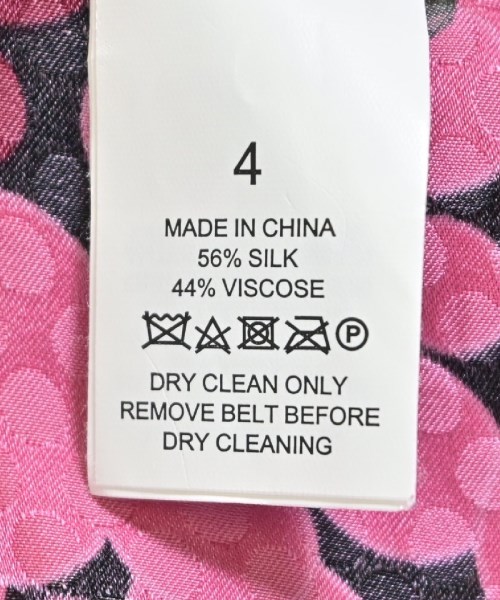 4
MADE IN CHINA
56% SILK
44% VISCOSE
P
DRY CLEAN ONLY
REMOVE BELT BEFORE
DRY CLEANING